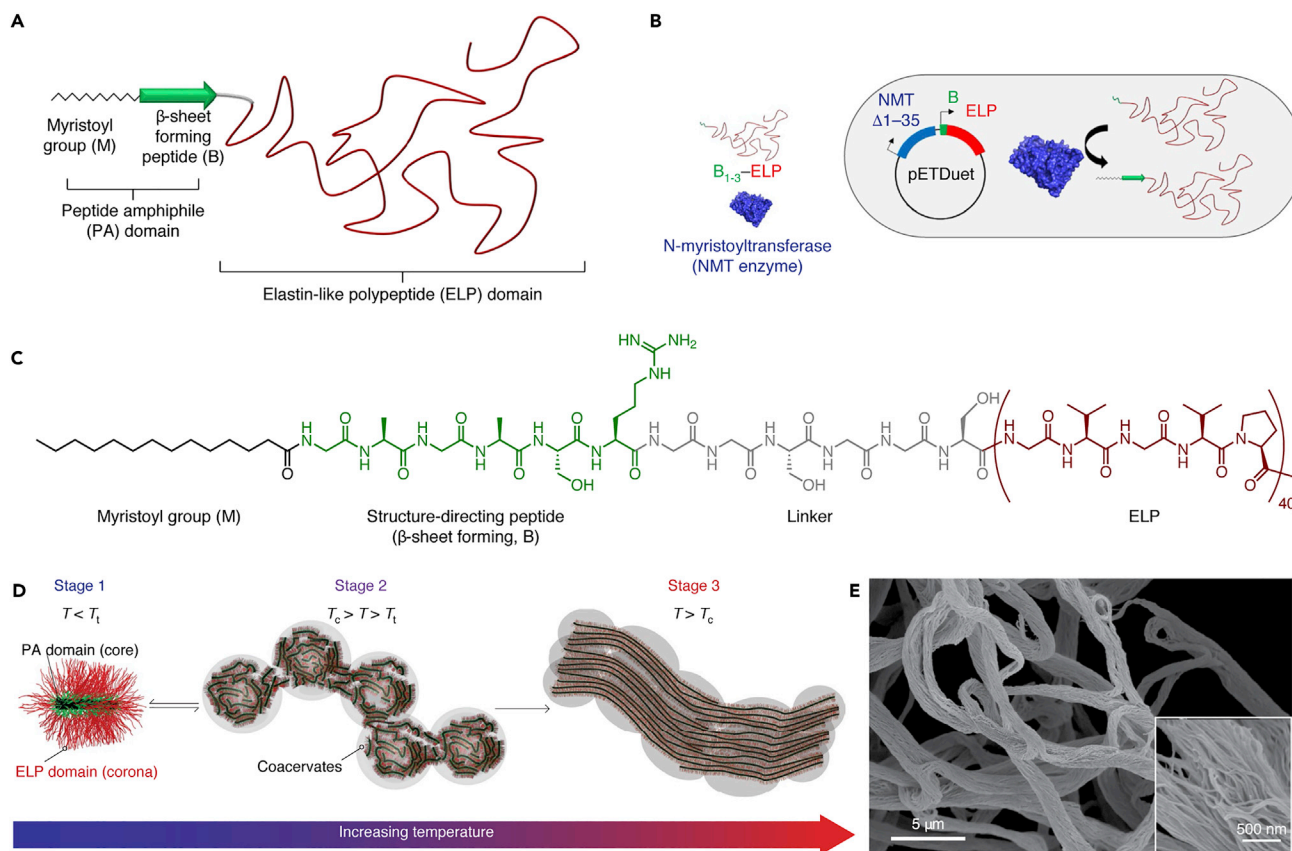 A
Myristoyl
group (M)
β-sheet
forming
peptide (B)
Peptide amphiphile
(PA) domain
Elastin-like polypeptide (ELP) domain
B
B1-3–ELP
N-myristoyltransferase
(NMT enzyme)
NMT
Δ1–35
B
ELP
pETDuet
C
HN NH2
NH
O O O O O O O O O O O
H N N H
OH
Myristoyl group (M)
Structure-directing peptide
(β-sheet forming, B)
Linker
ELP
40
D
Stage 1
T < Tt
PA domain (core)
ELP domain (corona)
Stage 2
Tc > T > Tt
Coacervates
Stage 3
T > Tc
Increasing temperature
E
5 µm
500 nm